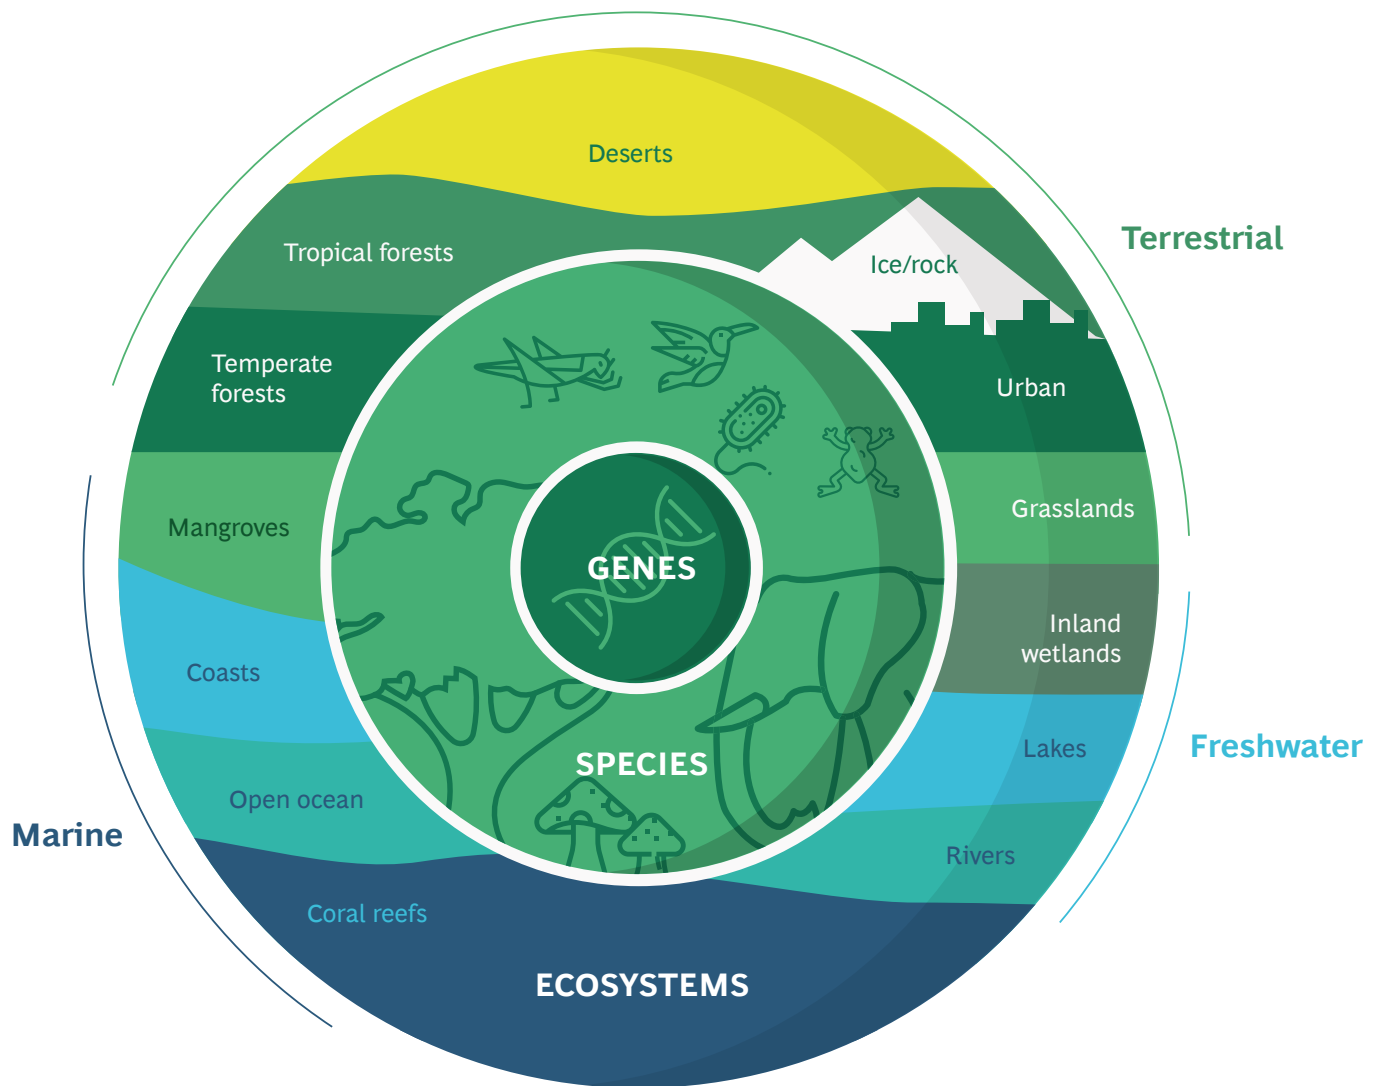 Deserts
Terrestrial
Tropical forests
Ice/rock
Temperate
forests
Urban
Grasslands
Mangroves
GENES
Inland
wetlands
Coasts
Freshwater
Lakes
SPECIES
Open ocean
Marine
Rivers
Coral reefs
ECOSYSTEMS